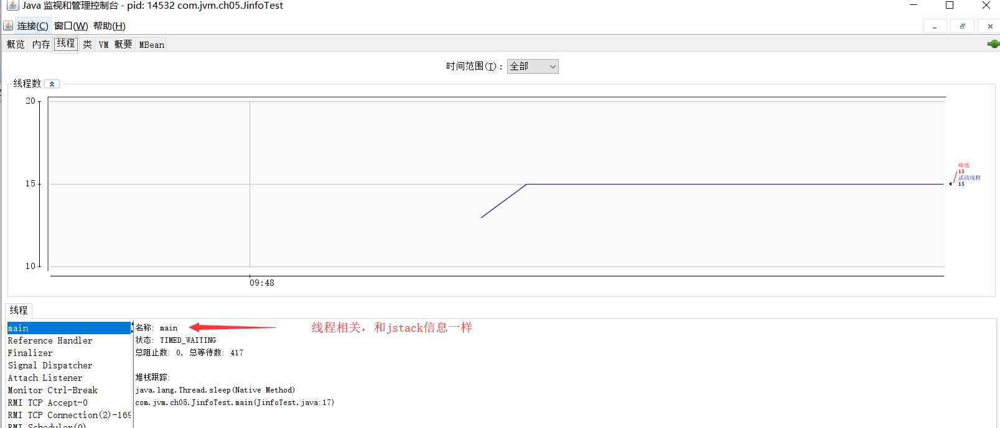 Java 监视和管理控制台 - pid: 14532 com.jvm.ch05.JinfoTest
连接(C) 窗口(W) 帮助(H)
概览 内存 线程 类 VM 概要 MBean
时间范围(T): 全部
线程数
20
15
10
峰值
15
活动线程
15
09:48
线程
main
Reference Handler
Finalizer
Signal Dispatcher
Attach Listener
Monitor Ctrl-Break
RMI TCP Accept-0
RMI TCP Connection(2)-169
RMI Scheduler(0)
名称: main
状态: TIMED_WAITING
总阻止数: 0, 总等待数: 417
堆栈跟踪:
java.lang.Thread.sleep(Native Method)
com.jvm.ch05.JinfoTest.main(JinfoTest.java:17)
线程相关，和jstack信息一样